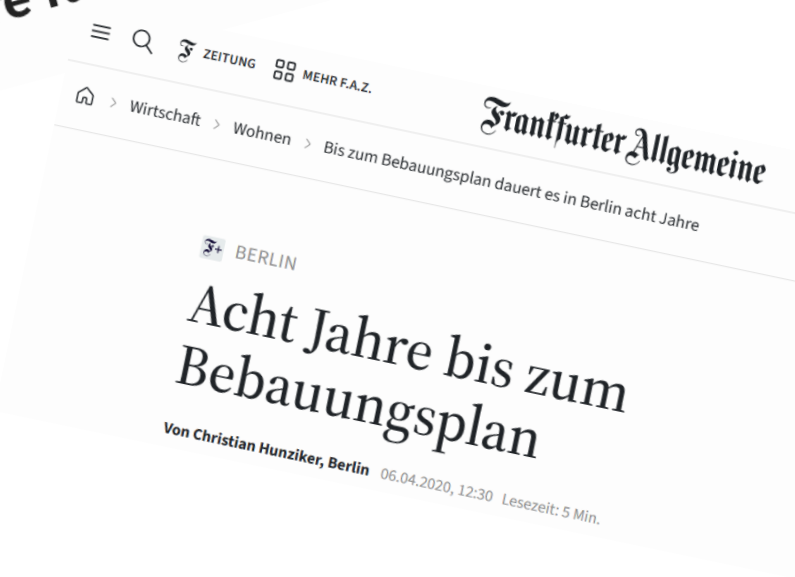 ZEITUNG MEHR F.A.Z.
Frankfurter Allgemeine
Wirtschaft Wohnen Bis zum Bebauungsplan dauert es in Berlin acht Jahre
F+ BERLIN
Acht Jahre bis zum
Bebauungsplan
Von Christian Hunziker, Berlin 06.04.2020, 12:30 Lesezeit: 5 Min.